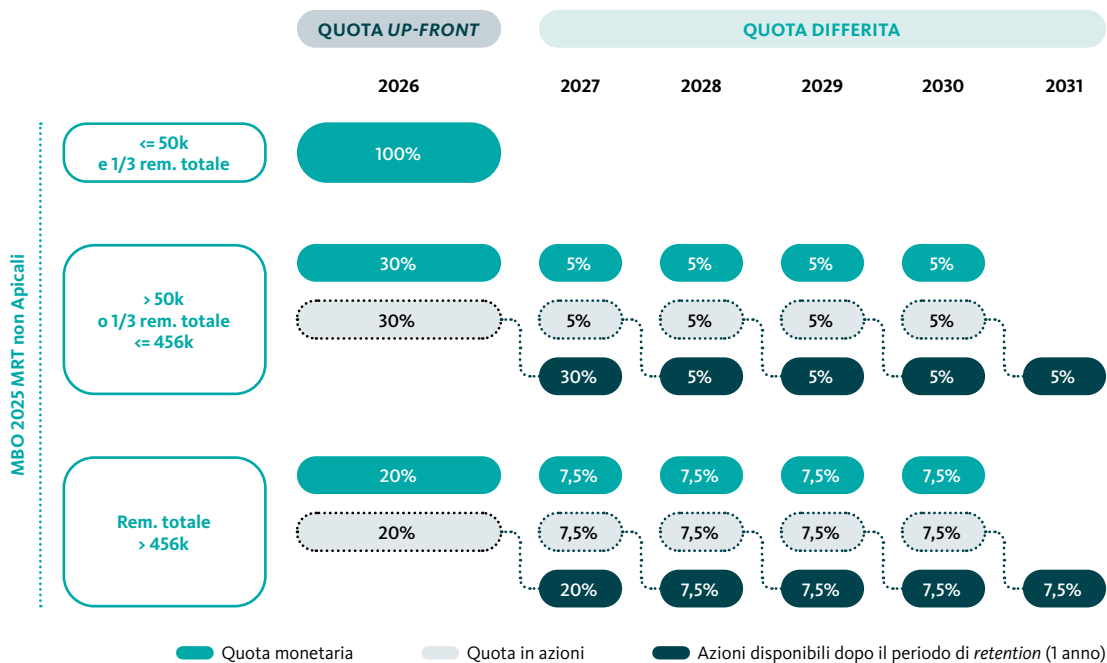 QUOTA UP-FRONT
QUOTA DIFFERITA
2026
2027
2028
2029
2030
2031
MBO 2025 MRT non Apicali
<= 50k
e 1/3 rem. totale
100%
> 50k
o 1/3 rem. totale
<= 456k
30%
5%
5%
5%
5%
30%
5%
5%
5%
5%
30%
5%
5%
5%
5%
Rem. totale
> 456k
20%
7,5%
7,5%
7,5%
7,5%
20%
7,5%
7,5%
7,5%
7,5%
20%
7,5%
7,5%
7,5%
7,5%
Quota monetaria
Quota in azioni
Azioni disponibili dopo il periodo di retention (1 anno)